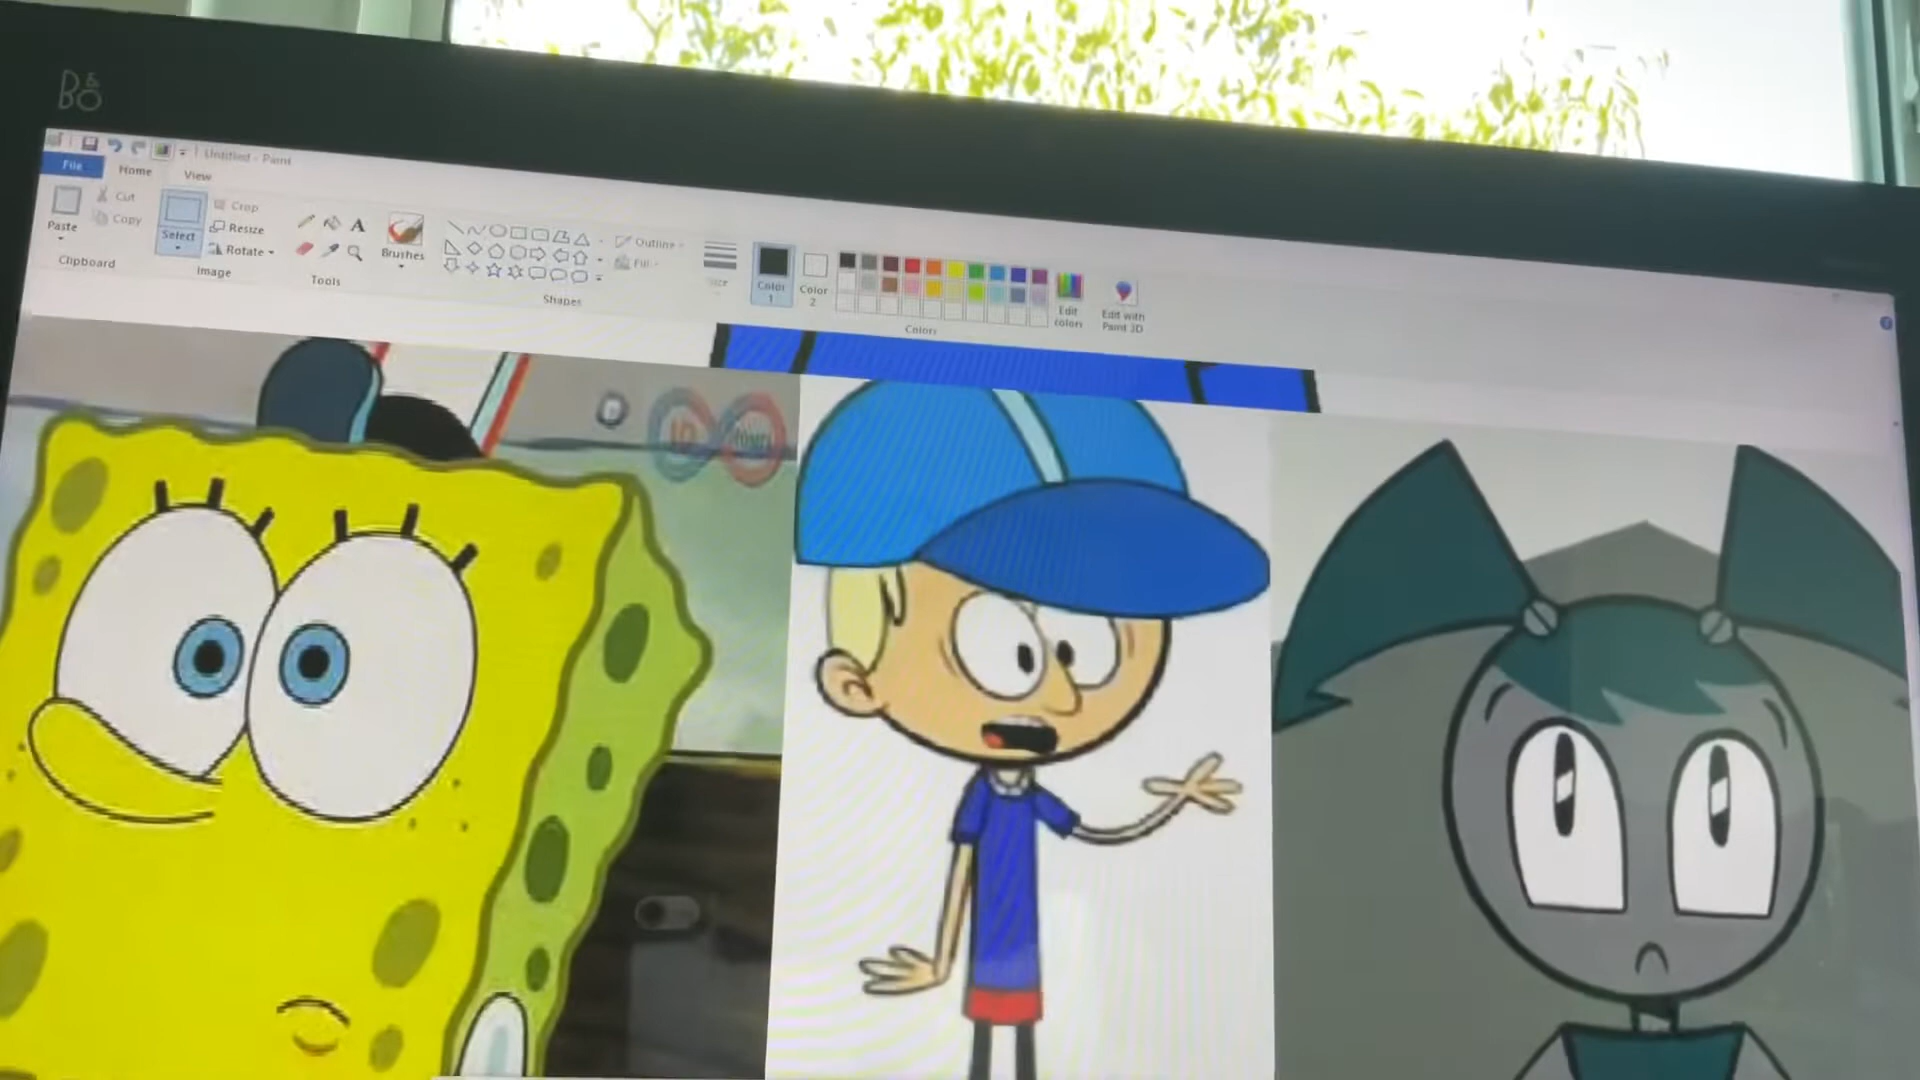 B&O
Untitled - Paint
File
Home
View
Paste
Cut
Copy
Clipboard
Select
Crop
Resize
Rotate
Image
A
Tools
Brushes
Shapes
Outline
Fill
Color
1
Color
2
Colors
Edit
colors
Edit with
Paint 3D